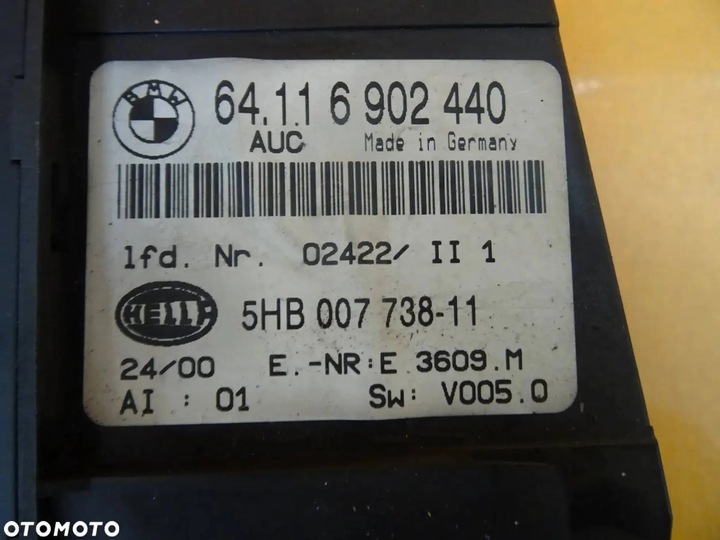 BMW
64.11 6 902 440
AUC Made in Germany
lfd. Nr. 02422/ II 1
HELLA
5HB 007 738-11
24/00 E.-NR:E 3609.M
AI : 01 Sw: V005.0
OTOMOTO